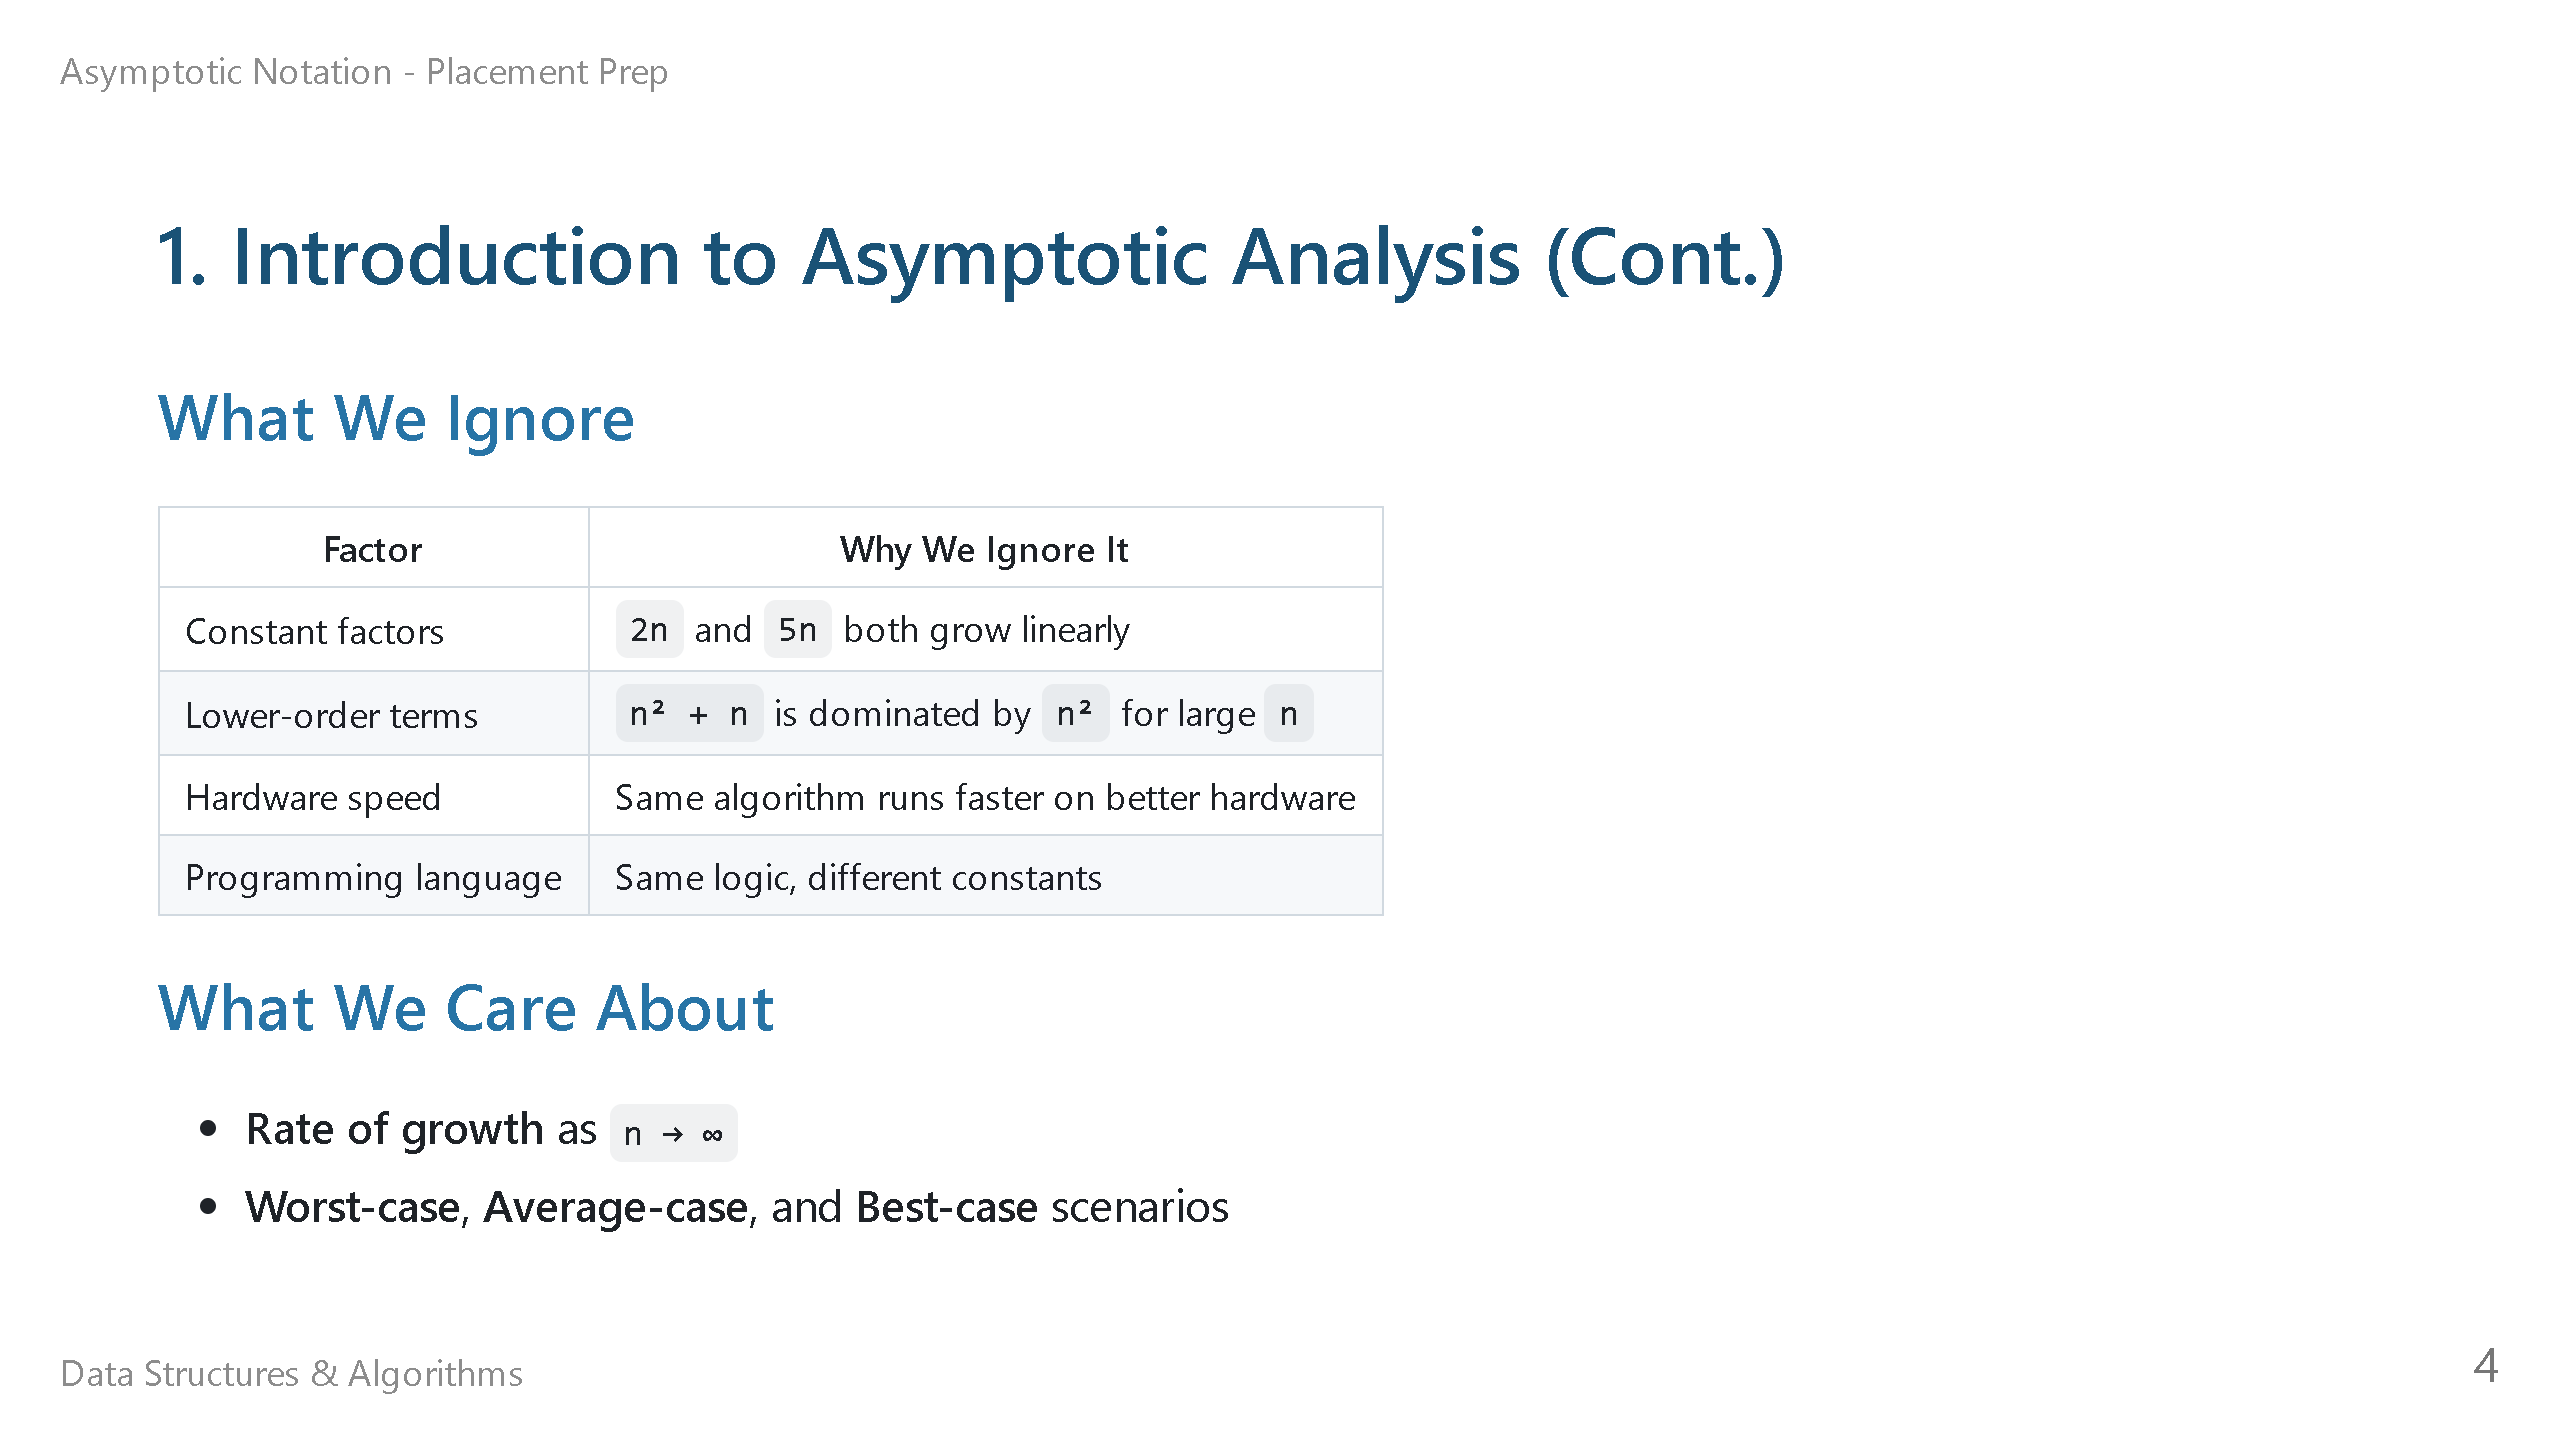 Asymptotic Notation - Placement Prep
1. Introduction to Asymptotic Analysis (Cont.)
What We Ignore
Factor Why We Ignore It
Constant factors 2n and 5n both grow linearly
Lower-order terms n² + n is dominated by n² for large n
Hardware speed Same algorithm runs faster on better hardware
Programming language Same logic, different constants
What We Care About
• Rate of growth as n → ∞
• Worst-case, Average-case, and Best-case scenarios
Data Structures & Algorithms
4